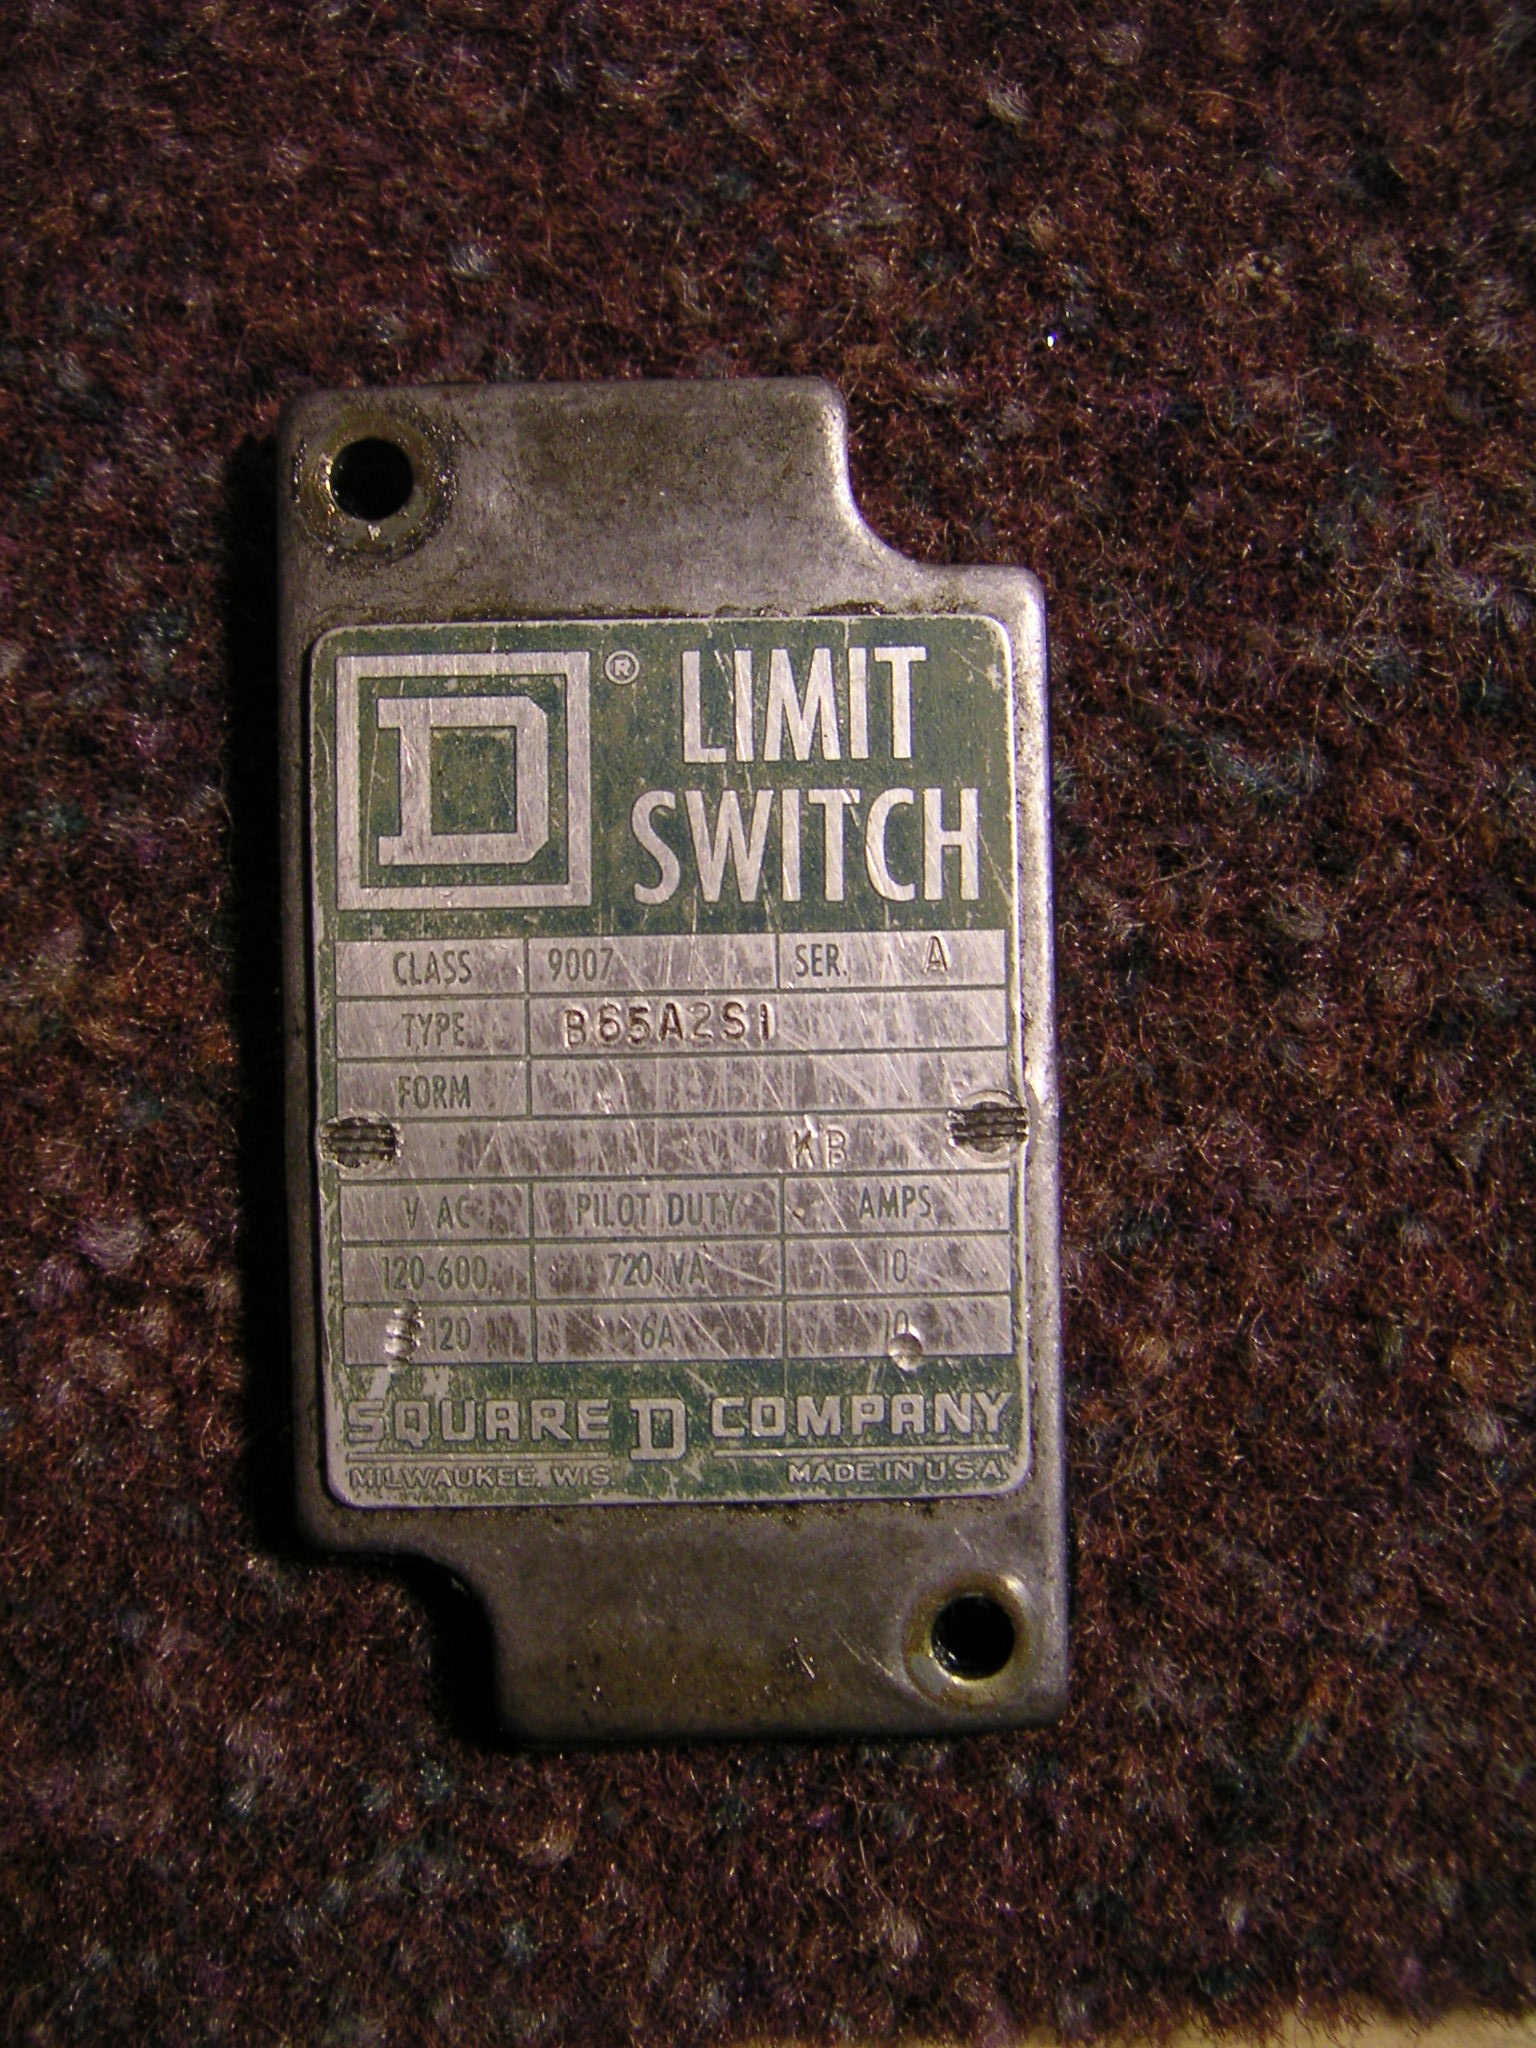 D ® LIMIT
SWITCH
CLASS 9007 SER. A
TYPE B65A2S1
FORM
KB
V AC PILOT DUTY AMPS
120-600 720 VA 10
120 6A 10
SQUARE D COMPANY
MILWAUKEE, WIS. MADE IN U.S.A.